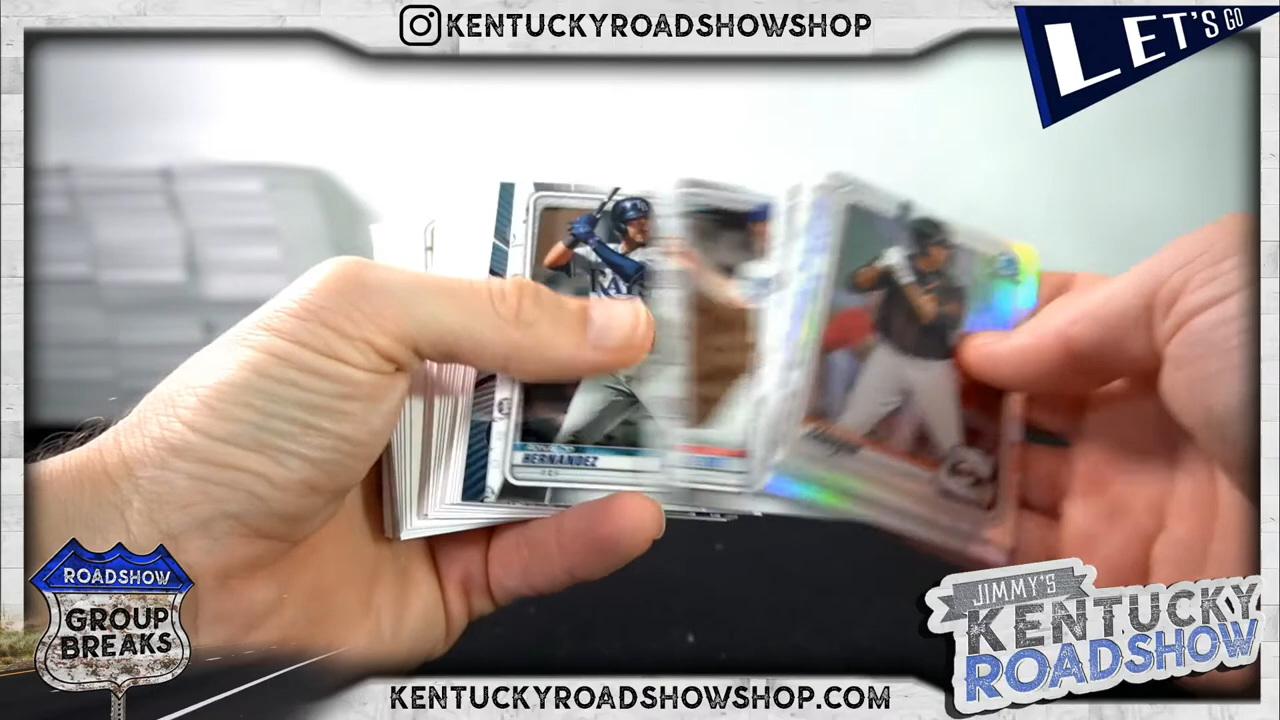 KENTUCKYROADSHOWSHOP
LET'S GO
RAYS
HERNANDEZ
ROADSHOW
GROUP
BREAKS
JIMMY'S
KENTUCKY
ROADSHOW
KENTUCKYROADSHOWSHOP.COM